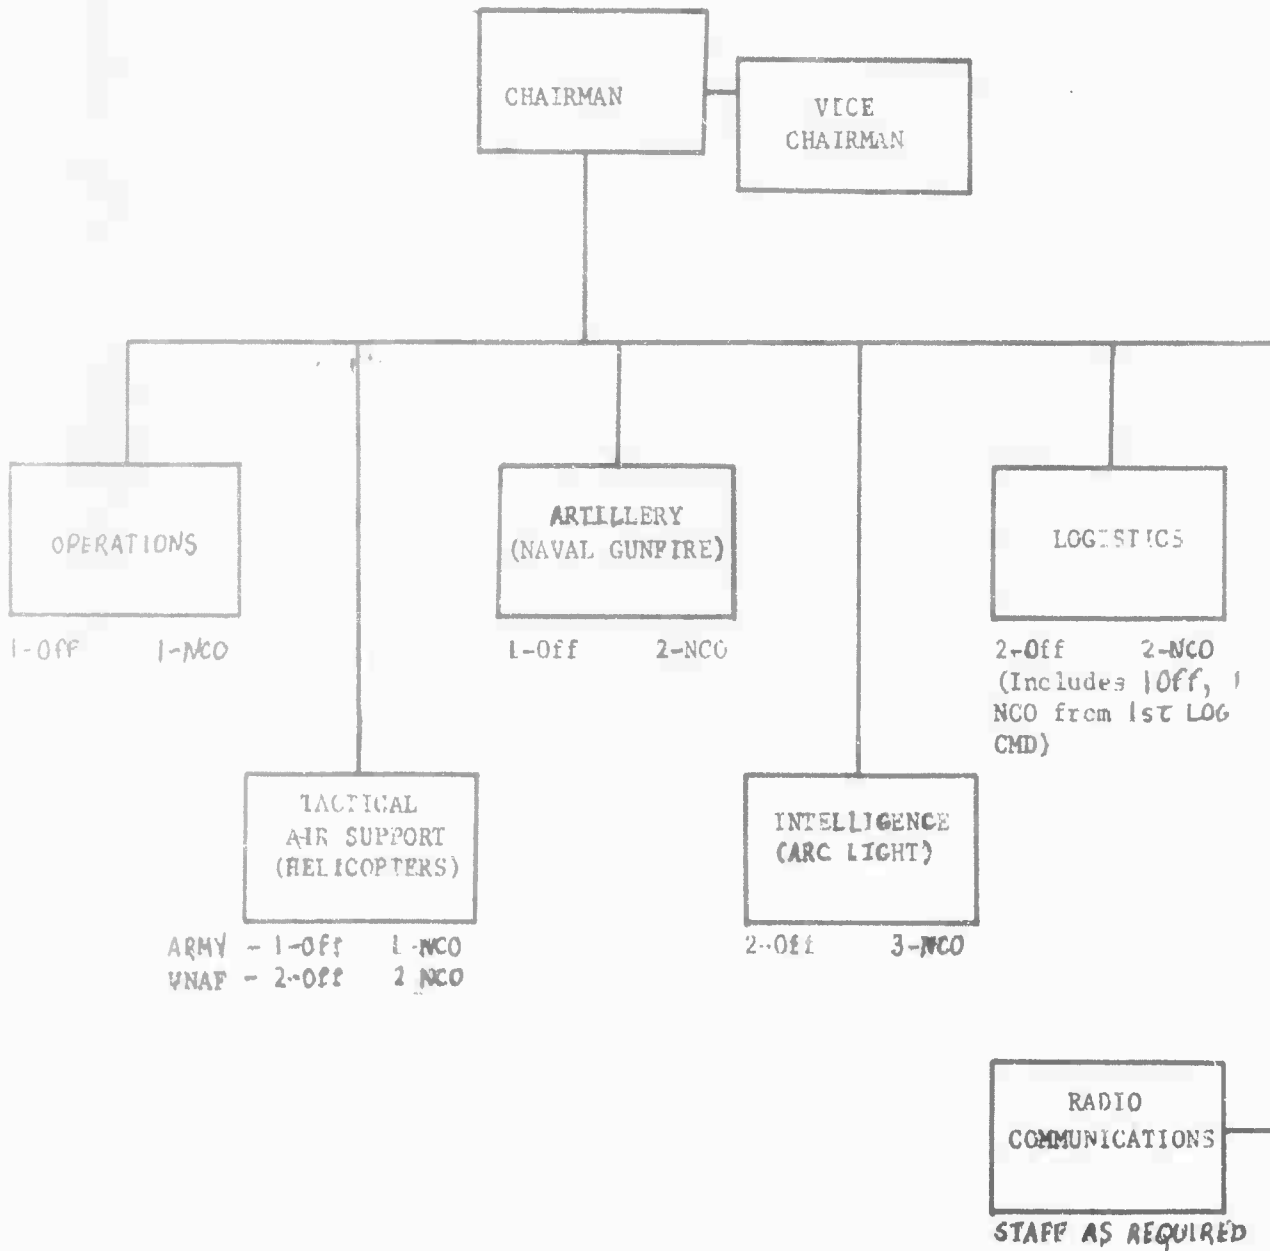 CHAIRMAN
VICE
CHAIRMAN
OPERATIONS
1-Off 1-NCO
ARTILLERY
(NAVAL GUNFIRE)
1-Off 2-NCO
LOGISTICS
2-Off 2-NCO
(Includes 1Off, 1
NCO from 1st LOG
CMD)
TACTICAL
AIR SUPPORT
(HELICOPTERS)
ARMY - 1-Off 1-NCO
VNAF - 2-Off 2 NCO
INTELLIGENCE
(ARC LIGHT)
2-Off 3-NCO
RADIO
COMMUNICATIONS
STAFF AS REQUIRED